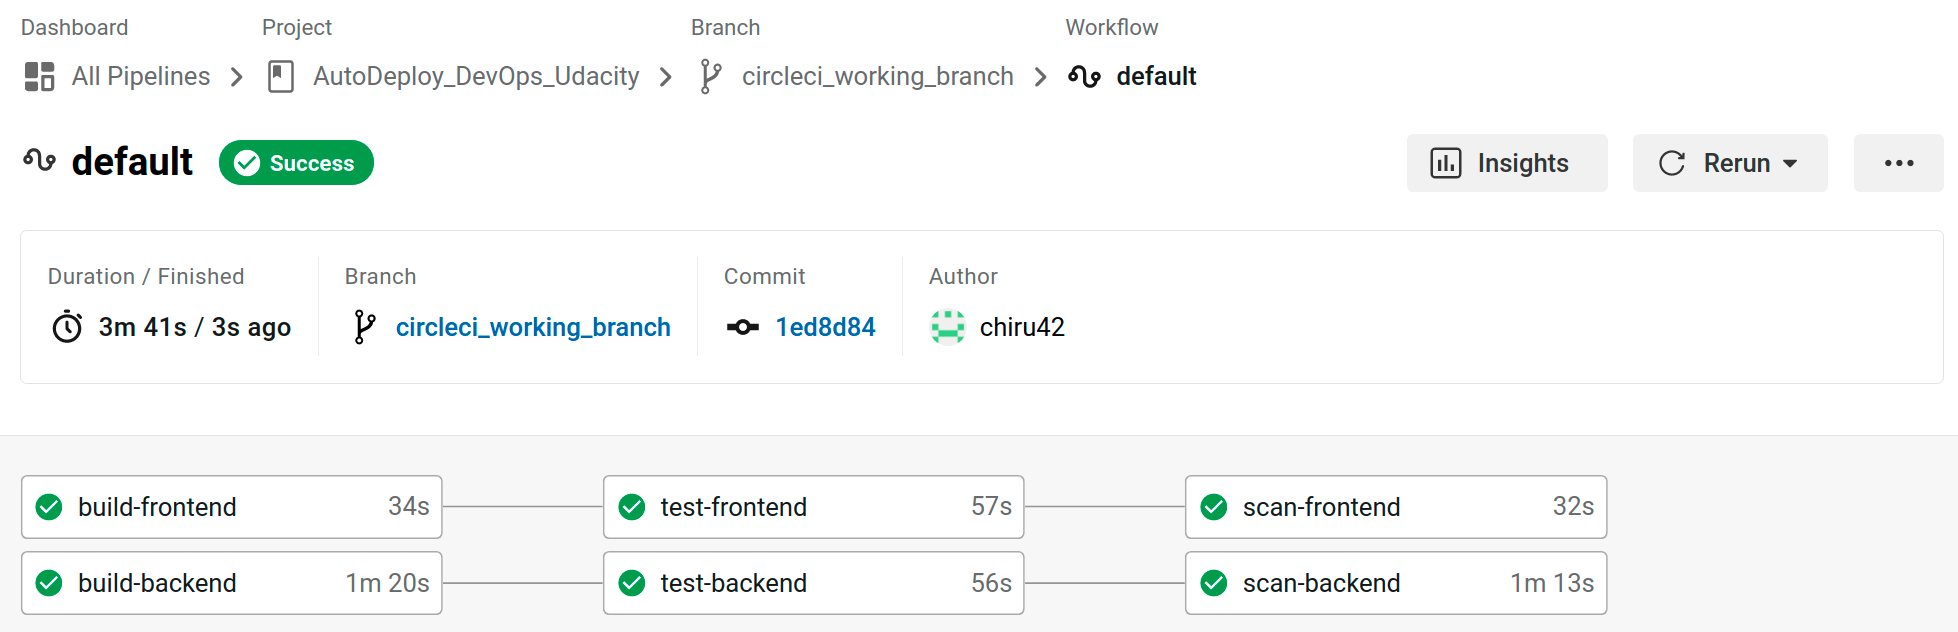 Dashboard Project Branch Workflow
All Pipelines AutoDeploy_DevOps_Udacity circleci_working_branch default
default Success Insights Rerun
Duration / Finished Branch Commit Author
3m 41s / 3s ago circleci_working_branch 1ed8d84 chiru42
build-frontend 34s test-frontend 57s scan-frontend 32s
build-backend 1m 20s test-backend 56s scan-backend 1m 13s